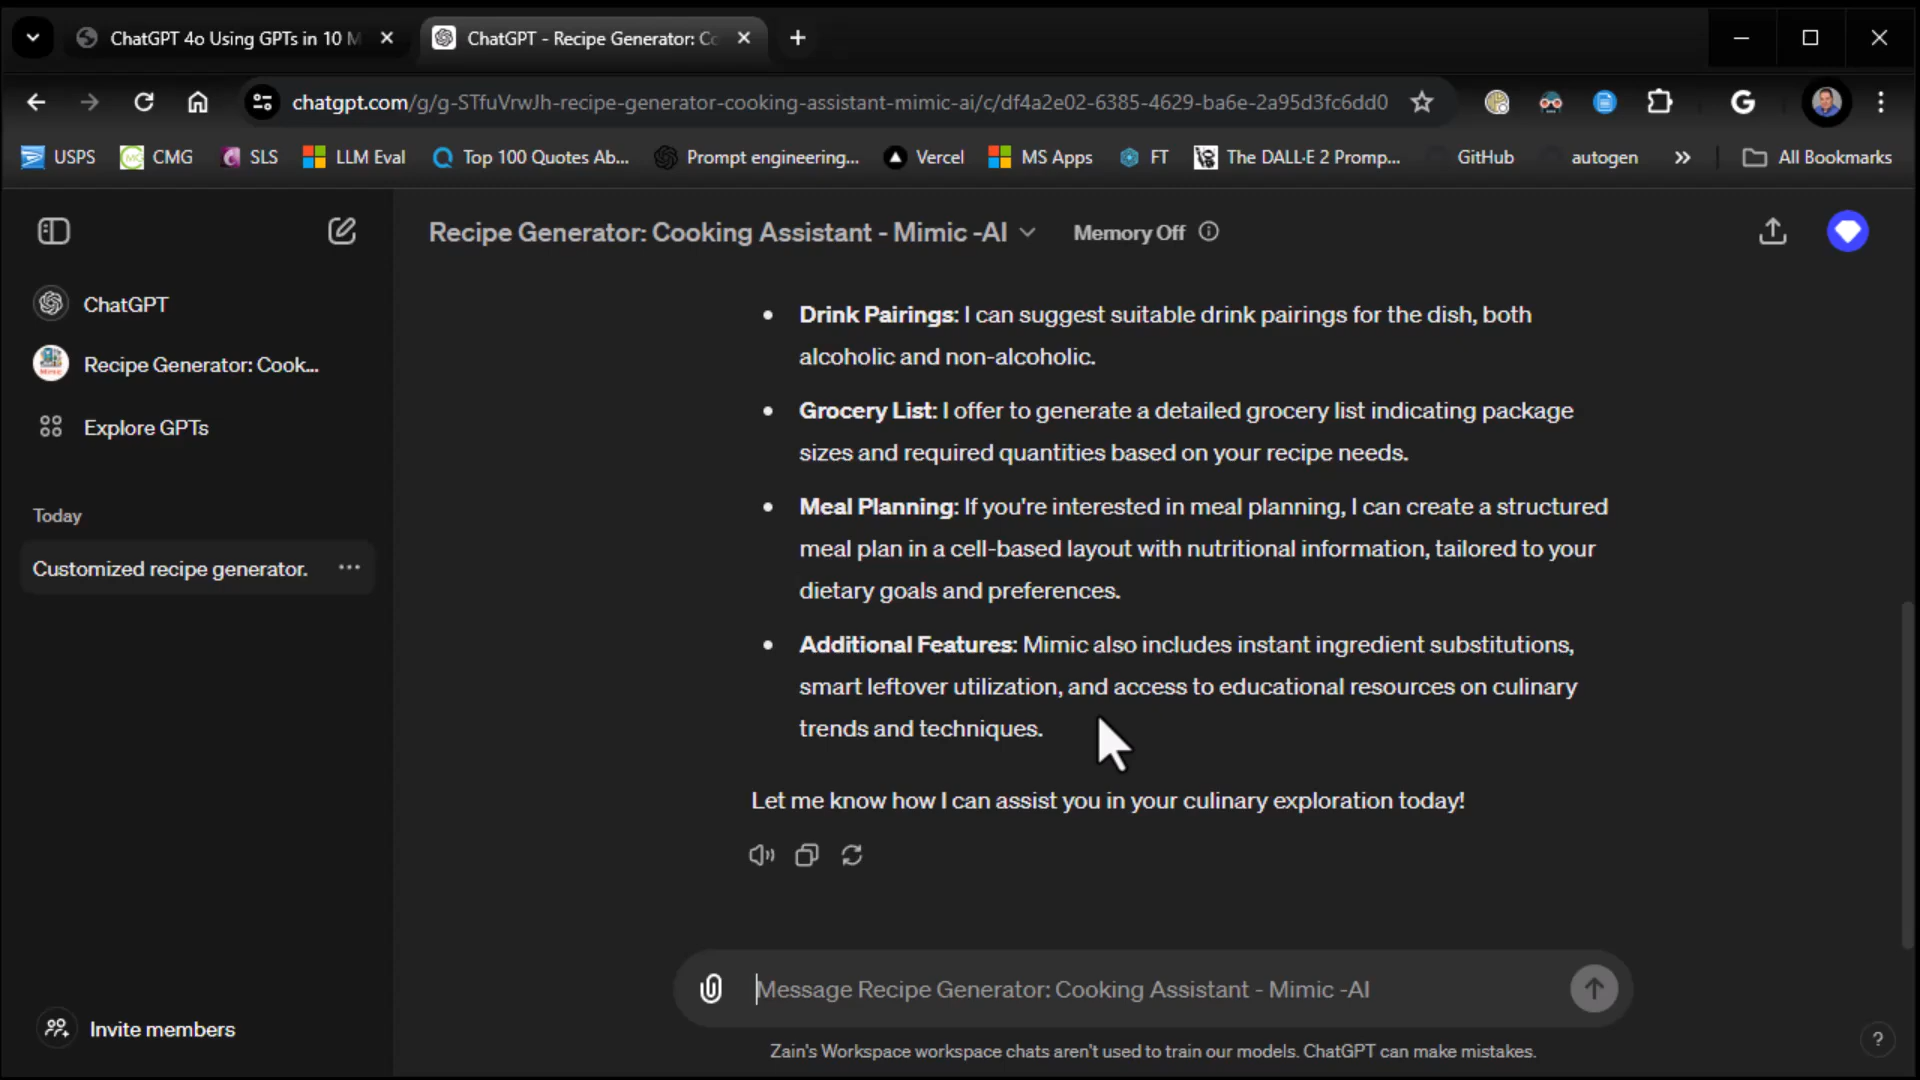 ChatGPT 4o Using GPTs in 10 M
ChatGPT - Recipe Generator: Co
chatgpt.com/g/g-STfuVrwJh-recipe-generator-cooking-assistant-mimic-ai/c/df4a2e02-6385-4629-ba6e-2a95d3fc6dd0
USPS CMG SLS LLM Eval Top 100 Quotes Ab... Prompt engineering... Vercel MS Apps FT The DALL·E 2 Promp... GitHub autogen » All Bookmarks
Recipe Generator: Cooking Assistant - Mimic -AI Memory Off
ChatGPT
Recipe Generator: Cook...
Explore GPTs
Today
Customized recipe generator.
Invite members
• Drink Pairings: I can suggest suitable drink pairings for the dish, both
alcoholic and non-alcoholic.
• Grocery List: I offer to generate a detailed grocery list indicating package
sizes and required quantities based on your recipe needs.
• Meal Planning: If you're interested in meal planning, I can create a structured
meal plan in a cell-based layout with nutritional information, tailored to your
dietary goals and preferences.
• Additional Features: Mimic also includes instant ingredient substitutions,
smart leftover utilization, and access to educational resources on culinary
trends and techniques.
Let me know how I can assist you in your culinary exploration today!
Message Recipe Generator: Cooking Assistant - Mimic -AI
Zain's Workspace workspace chats aren't used to train our models. ChatGPT can make mistakes.
?